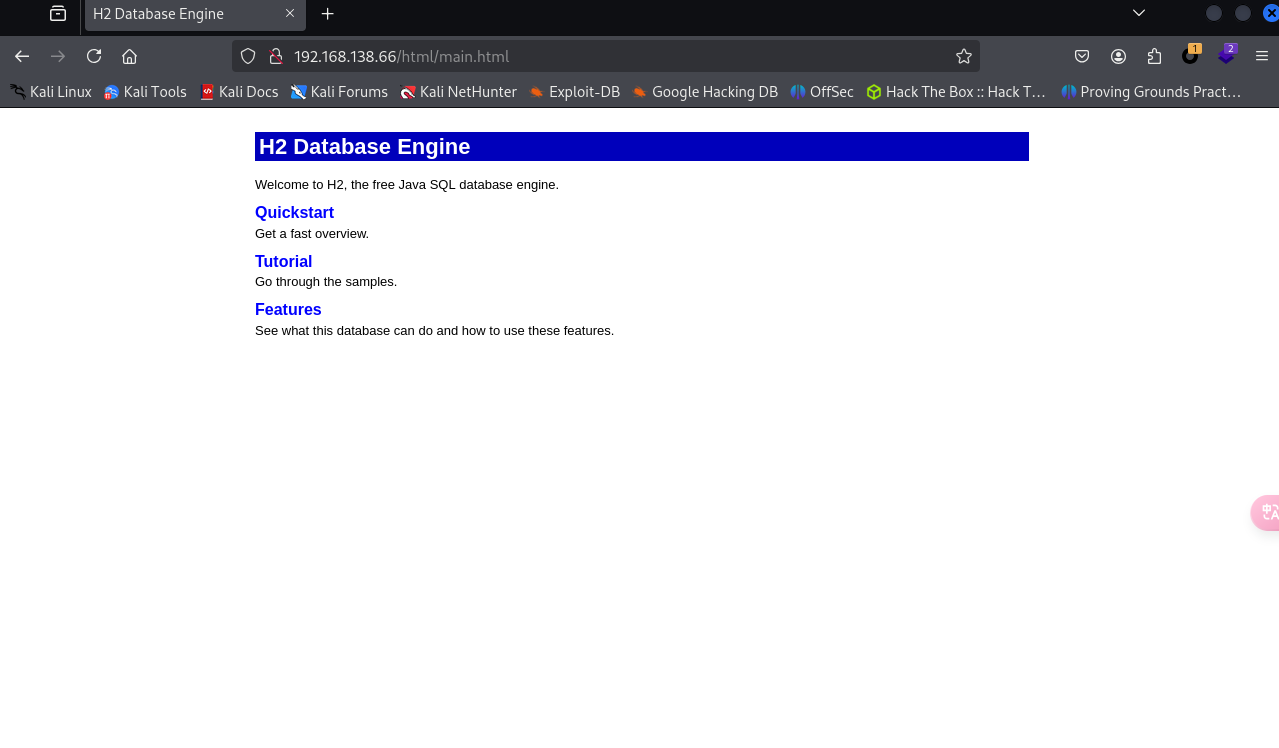 H2 Database Engine
192.168.138.66/html/main.html
1
2
Kali Linux Kali Tools Kali Docs Kali Forums Kali NetHunter Exploit-DB Google Hacking DB OffSec Hack The Box :: Hack T... Proving Grounds Pract...
H2 Database Engine
Welcome to H2, the free Java SQL database engine.
Quickstart
Get a fast overview.
Tutorial
Go through the samples.
Features
See what this database can do and how to use these features.
中A